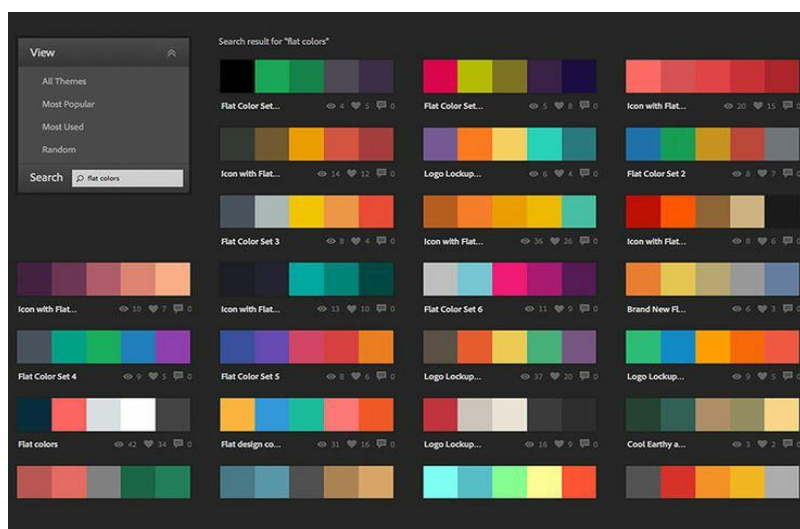 View
All Themes
Most Popular
Most Used
Random
Search flat colors
Search result for "flat colors"
Flat Color Set... 4 5 0
Flat Color Set... 5 8 0
Icon with Flat... 20 15 0
Icon with Flat... 14 12 0
Logo Lockup... 6 4 0
Flat Color Set 2 8 7 0
Flat Color Set 3 8 4 0
Icon with Flat... 36 26 0
Icon with Flat... 8 6 0
Icon with Flat... 10 7 0
Icon with Flat... 13 10 0
Flat Color Set 6 11 9 0
Brand New Fl... 6 3 0
Flat Color Set 4 9 5 0
Flat Color Set 5 8 6 0
Logo Lockup... 37 20 0
Logo Lockup... 9 5 0
Flat colors 42 34 0
Flat design co... 31 16 0
Logo Lockup... 16 9 0
Cool Earthy a... 3 2 0